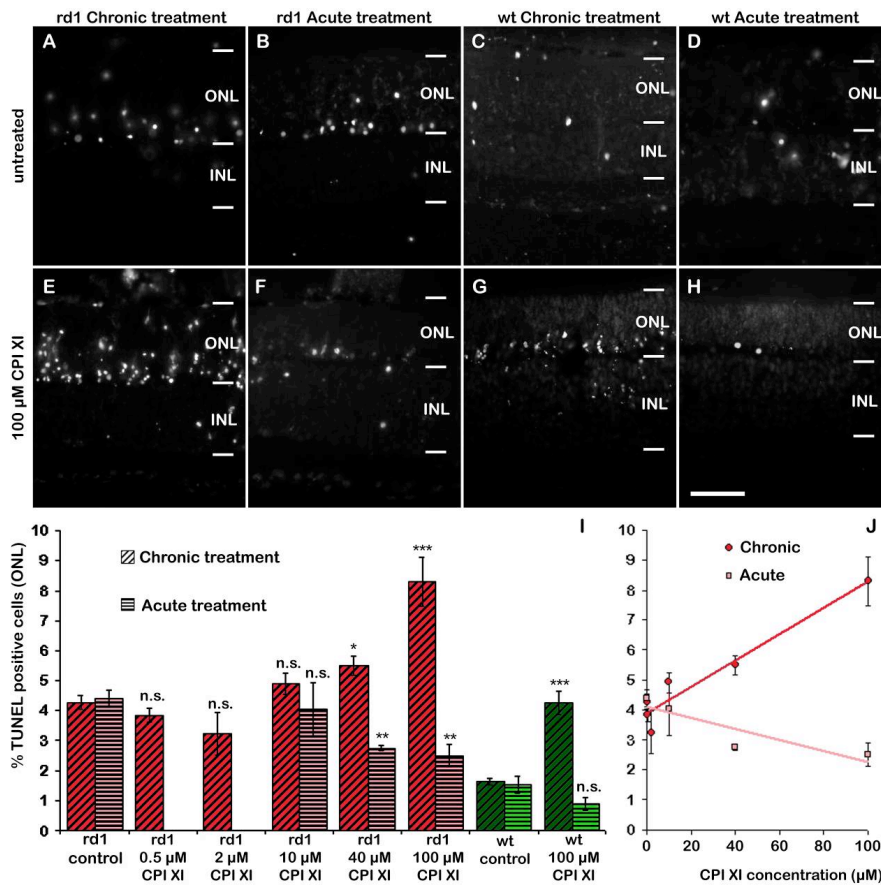 rd1 Chronic treatment rd1 Acute treatment wt Chronic treatment wt Acute treatment
untreated
A B C D
ONL ONL ONL ONL
INL INL INL INL
100 µM CPI XI
E F G H
ONL ONL ONL ONL
INL INL INL INL
I
% TUNEL positive cells (ONL)
10
9
8
7
6
5
4
3
2
1
0
Chronic treatment
Acute treatment
n.s. n.s. n.s. n.s. * ** *** ** *** n.s.
rd1 rd1 rd1 rd1 rd1 rd1 wt wt
control 0.5 µM 2 µM 10 µM 40 µM 100 µM control 100 µM
CPI XI CPI XI CPI XI CPI XI CPI XI CPI XI
J
Chronic
Acute
10
9
8
7
6
5
4
3
2
1
0
0 20 40 60 80 100
CPI XI concentration (µM)